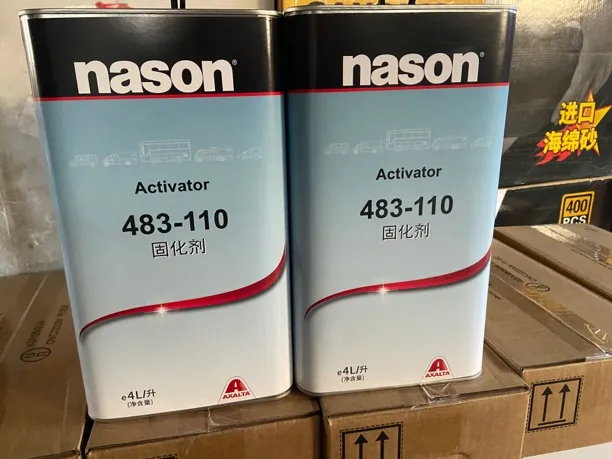 nason®
Activator
483-110
固化剂
e4L/升
(净含量)
AXALTA
nason®
Activator
483-110
固化剂
e4L/升
(净含量)
AXALTA
进口
海绵砂
400
PCS